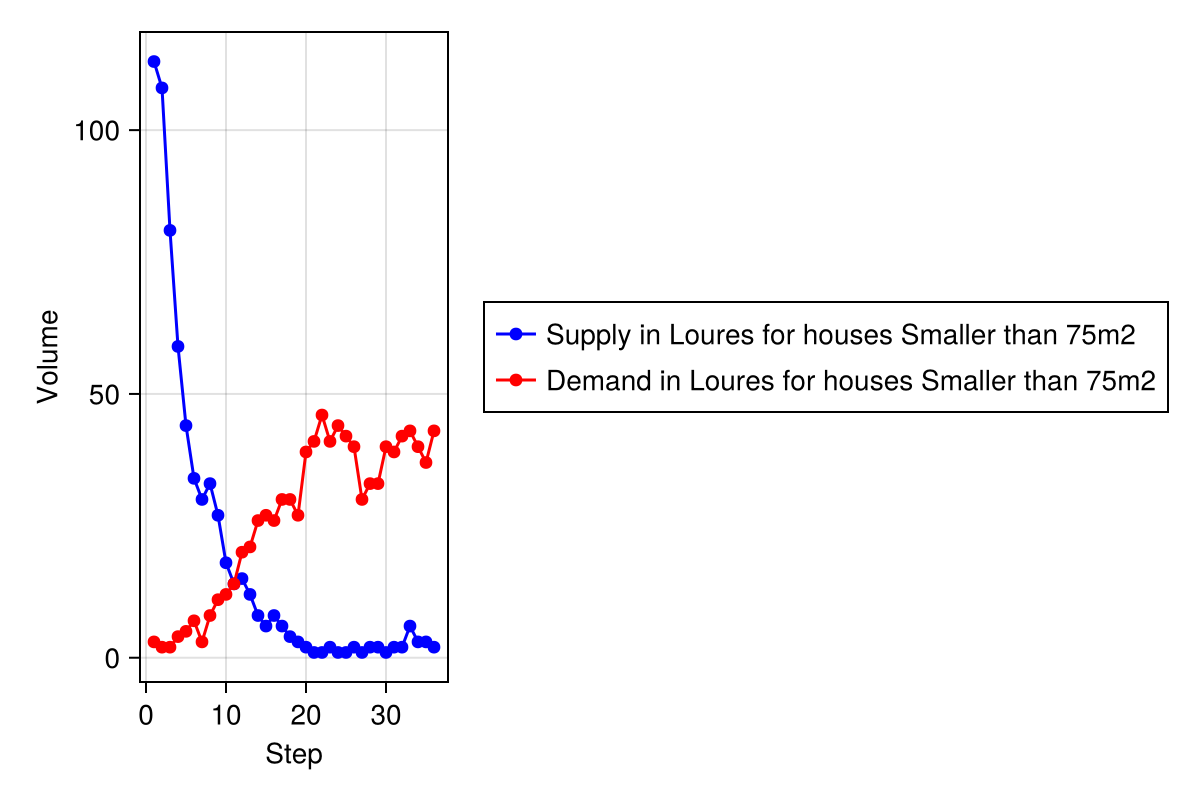 100
50
0
Volume
0 10 20 30
Step
Supply in Loures for houses Smaller than 75m2
Demand in Loures for houses Smaller than 75m2